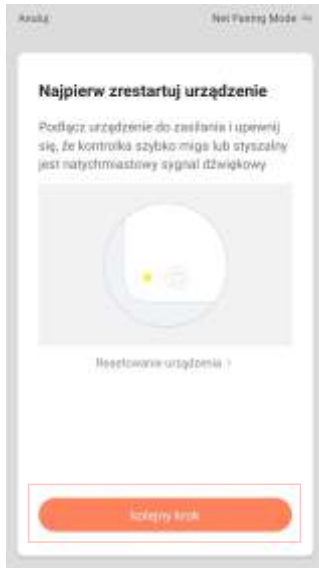 Anuluj
Net Pairing Mode
Najpierw zrestartuj urządzenie
Podłącz urządzenie do zasilania i upewnij
się, że kontrolka szybko miga lub słyszalny
jest natychmiastowy sygnał dźwiękowy
Resetowanie urządzenia >
kolejny krok